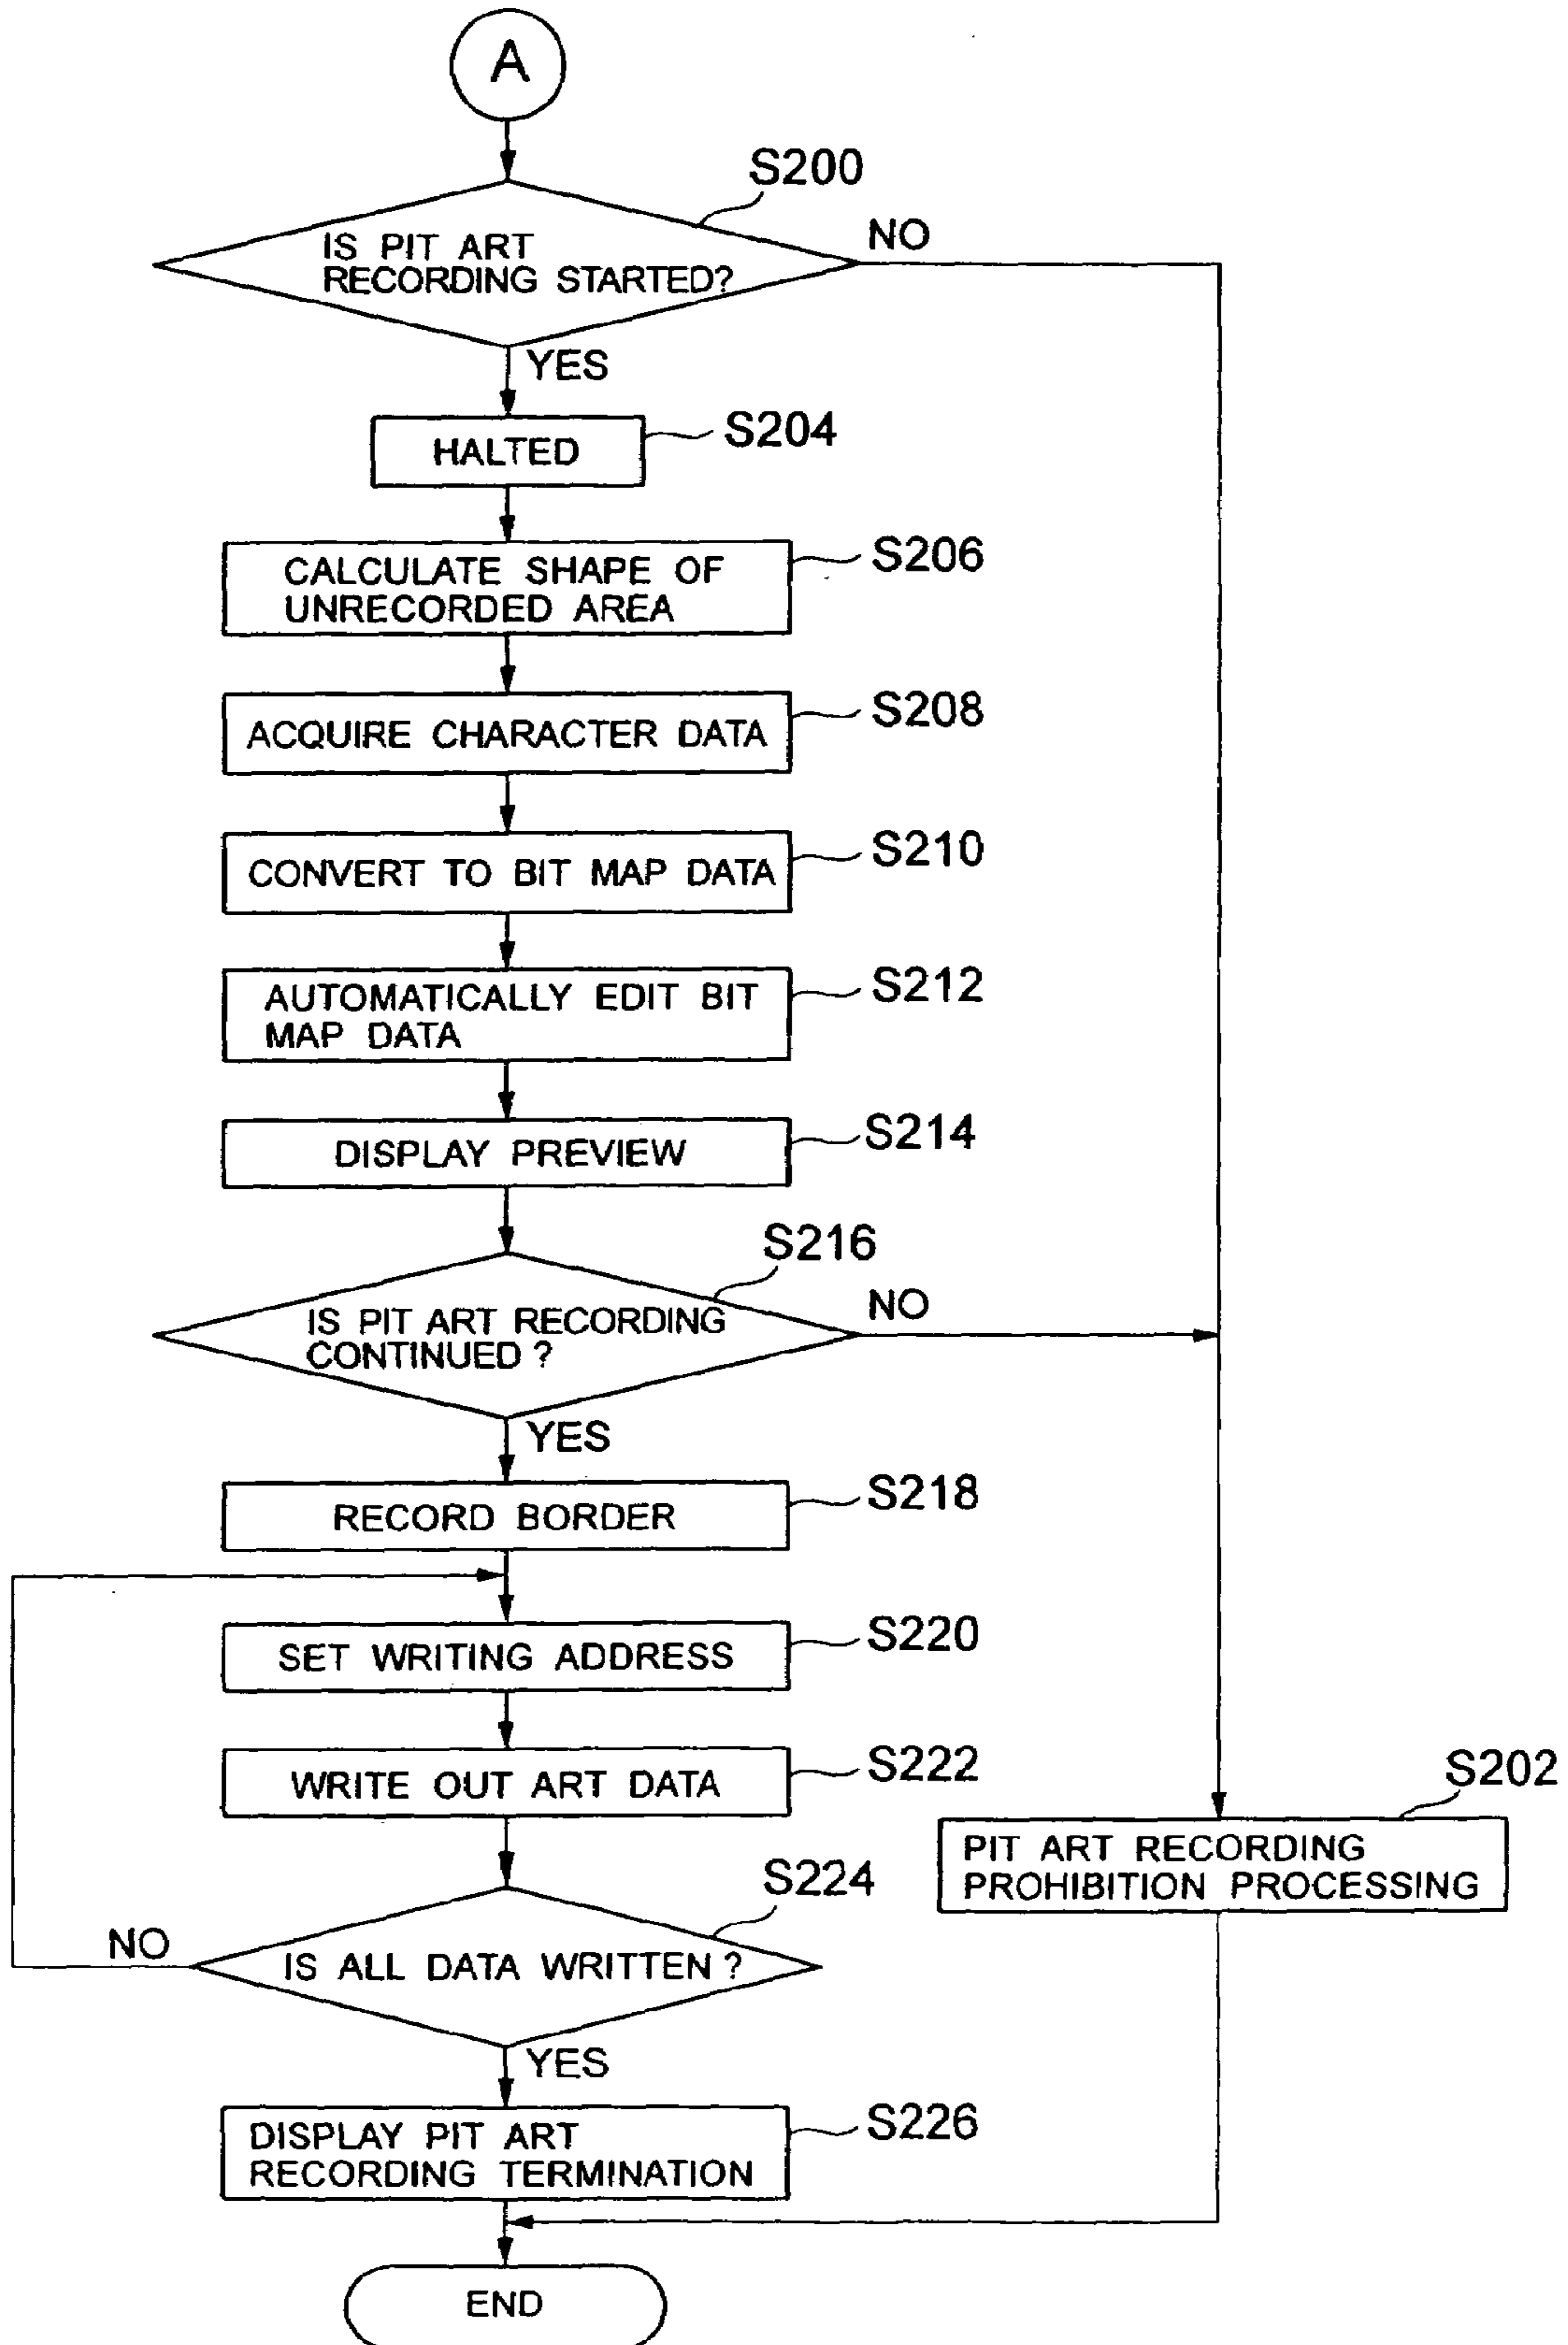 A
S200
IS PIT ART
RECORDING STARTED?
NO
YES
HALTED
S204
CALCULATE SHAPE OF
UNRECORDED AREA
S206
ACQUIRE CHARACTER DATA
S208
CONVERT TO BIT MAP DATA
S210
AUTOMATICALLY EDIT BIT
MAP DATA
S212
DISPLAY PREVIEW
S214
S216
IS PIT ART RECORDING
CONTINUED ?
NO
YES
RECORD BORDER
S218
SET WRITING ADDRESS
S220
WRITE OUT ART DATA
S222
S202
PIT ART RECORDING
PROHIBITION PROCESSING
S224
IS ALL DATA WRITTEN ?
NO
YES
DISPLAY PIT ART
RECORDING TERMINATION
S226
END